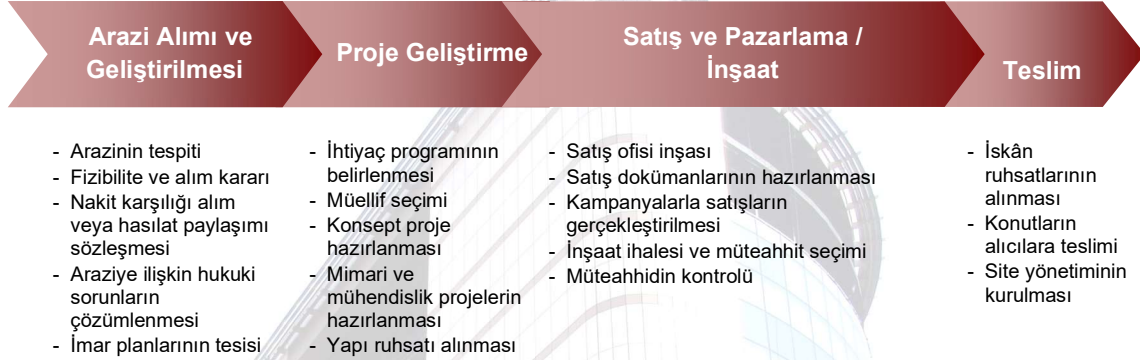 Arazi Alımı ve
Geliştirilmesi
Proje Geliştirme
Satış ve Pazarlama /
İnşaat
Teslim
- Arazinin tespiti
- Fizibilite ve alım kararı
- Nakit karşılığı alım
veya hasılat paylaşımı
sözleşmesi
- Araziye ilişkin hukuki
sorunların
çözümlenmesi
- İmar planlarının tesisi
- İhtiyaç programının
belirlenmesi
- Müellif seçimi
- Konsept proje
hazırlanması
- Mimari ve
mühendislik projelerin
hazırlanması
- Yapı ruhsatı alınması
- Satış ofisi inşası
- Satış dokümanlarının hazırlanması
- Kampanyalarla satışların
gerçekleştirilmesi
- İnşaat ihalesi ve müteahhit seçimi
- Müteahhidin kontrolü
- İskân
ruhsatlarının
alınması
- Konutların
alıcılara teslimi
- Site yönetiminin
kurulması